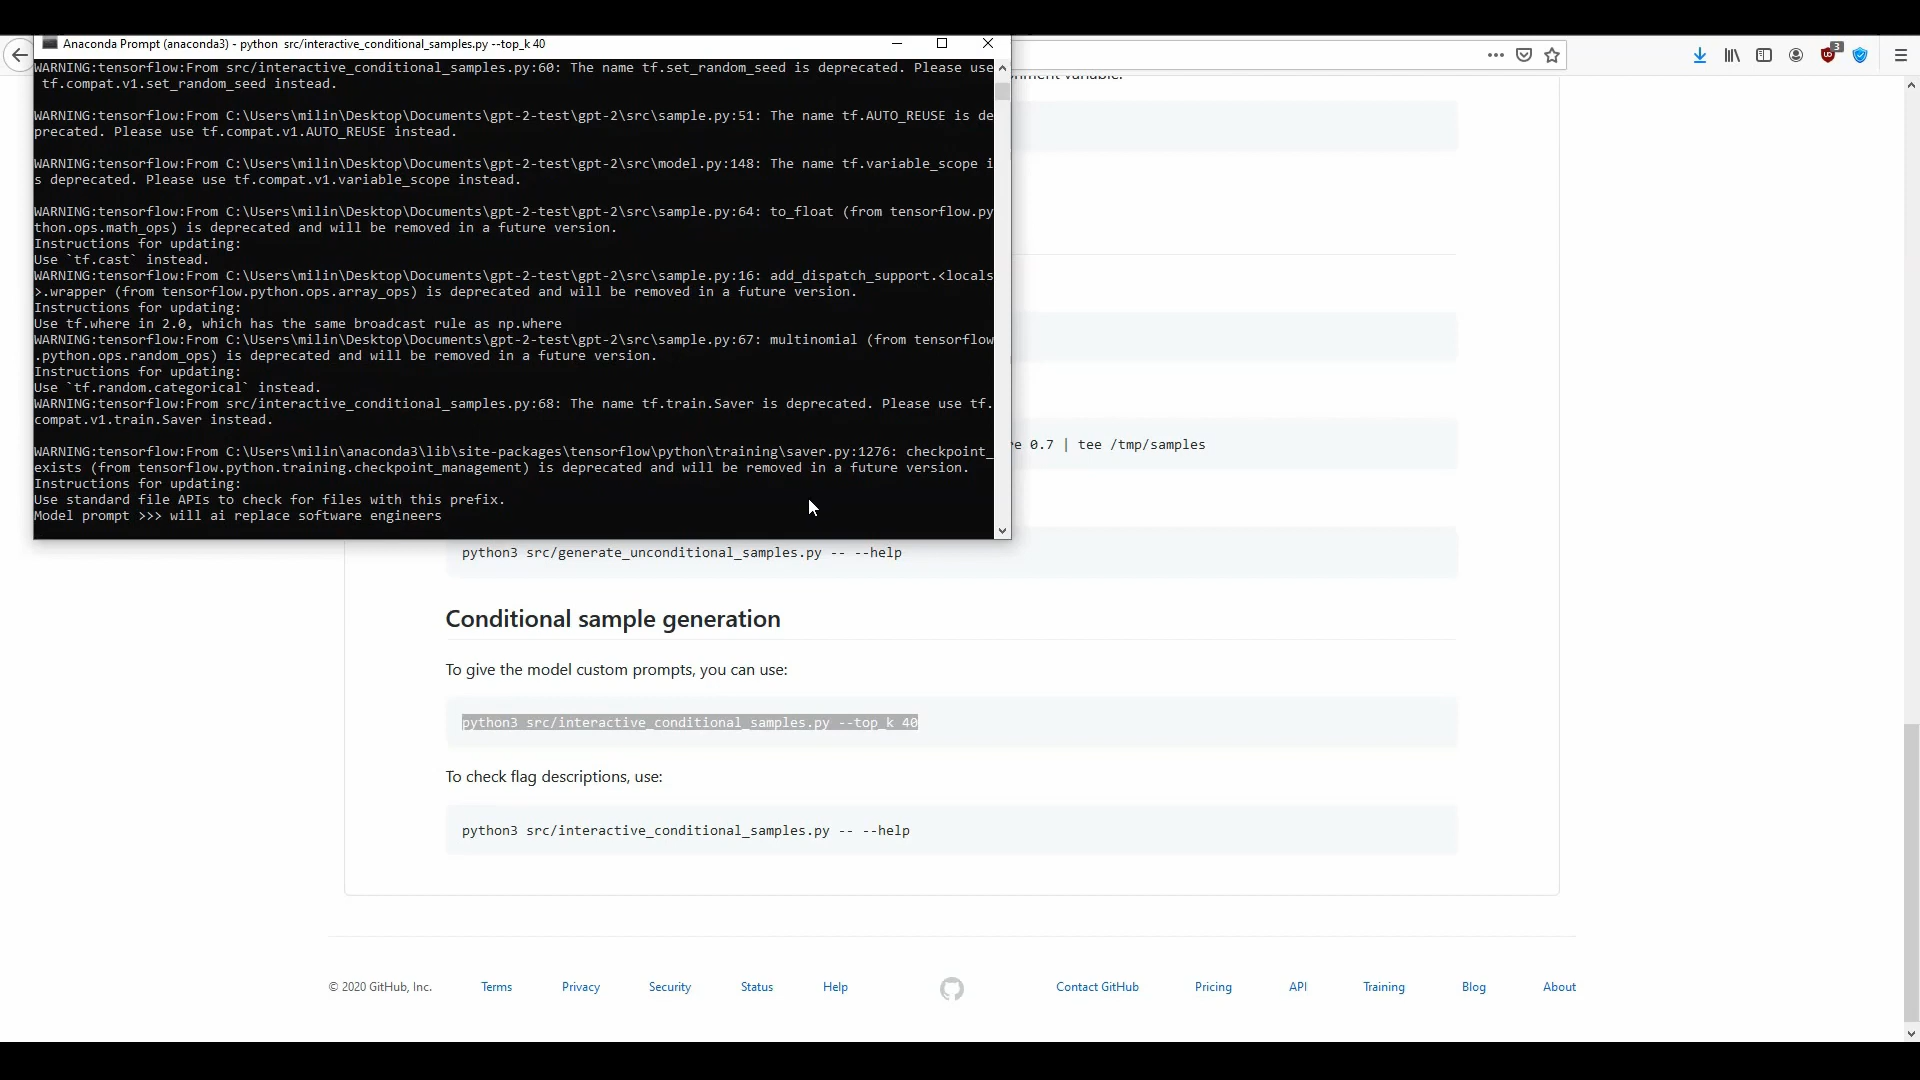 Anaconda Prompt (anaconda3) - python  src/interactive_conditional_samples.py --top_k 40
WARNING:tensorflow:From src/interactive_conditional_samples.py:60: The name tf.set_random_seed is deprecated. Please use
 tf.compat.v1.set_random_seed instead.
WARNING:tensorflow:From C:\Users\milin\Desktop\Documents\gpt-2-test\gpt-2\src\sample.py:51: The name tf.AUTO_REUSE is de
precated. Please use tf.compat.v1.AUTO_REUSE instead.
WARNING:tensorflow:From C:\Users\milin\Desktop\Documents\gpt-2-test\gpt-2\src\model.py:148: The name tf.variable_scope i
s deprecated. Please use tf.compat.v1.variable_scope instead.
WARNING:tensorflow:From C:\Users\milin\Desktop\Documents\gpt-2-test\gpt-2\src\sample.py:64: to_float (from tensorflow.py
thon.ops.math_ops) is deprecated and will be removed in a future version.
Instructions for updating:
Use `tf.cast` instead.
WARNING:tensorflow:From C:\Users\milin\Desktop\Documents\gpt-2-test\gpt-2\src\sample.py:16: add_dispatch_support.<locals
>.wrapper (from tensorflow.python.ops.array_ops) is deprecated and will be removed in a future version.
Instructions for updating:
Use tf.where in 2.0, which has the same broadcast rule as np.where
WARNING:tensorflow:From C:\Users\milin\Desktop\Documents\gpt-2-test\gpt-2\src\sample.py:67: multinomial (from tensorflow
.python.ops.random_ops) is deprecated and will be removed in a future version.
Instructions for updating:
Use `tf.random.categorical` instead.
WARNING:tensorflow:From src/interactive_conditional_samples.py:68: The name tf.train.Saver is deprecated. Please use tf.
compat.v1.train.Saver instead.
WARNING:tensorflow:From C:\Users\milin\anaconda3\lib\site-packages\tensorflow\python\training\saver.py:1276: checkpoint_
exists (from tensorflow.python.training.checkpoint_management) is deprecated and will be removed in a future version.
Instructions for updating:
Use standard file APIs to check for files with this prefix.
Model prompt >>> will ai replace software engineers
3
variable.
0.7 | tee /tmp/samples
python3 src/generate_unconditional_samples.py -- --help
Conditional sample generation
To give the model custom prompts, you can use:
python3 src/interactive_conditional_samples.py --top_k 40
To check flag descriptions, use:
python3 src/interactive_conditional_samples.py -- --help
© 2020 GitHub, Inc. Terms Privacy Security Status Help Contact GitHub Pricing API Training Blog About